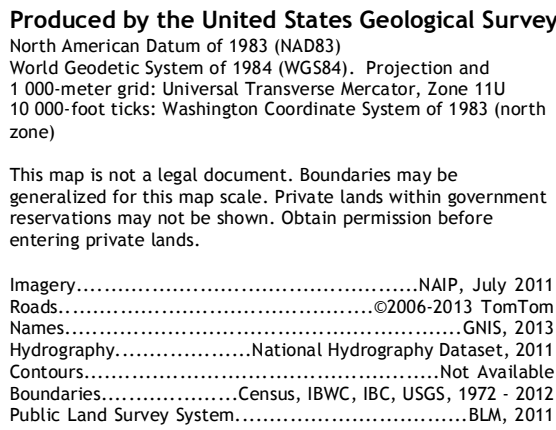 Produced by the United States Geological Survey
North American Datum of 1983 (NAD83)
World Geodetic System of 1984 (WGS84).  Projection and
1 000-meter grid: Universal Transverse Mercator, Zone 11U
10 000-foot ticks: Washington Coordinate System of 1983 (north
zone)
This map is not a legal document. Boundaries may be
generalized for this map scale. Private lands within government
reservations may not be shown. Obtain permission before
entering private lands.
Imagery.................................................NAIP, July 2011
Roads..............................................©2006-2013 TomTom
Names..........................................................GNIS, 2013
Hydrography....................National Hydrography Dataset, 2011
Contours...................................................Not Available
Boundaries....................Census, IBWC, IBC, USGS, 1972 - 2012
Public Land Survey System..................................BLM, 2011